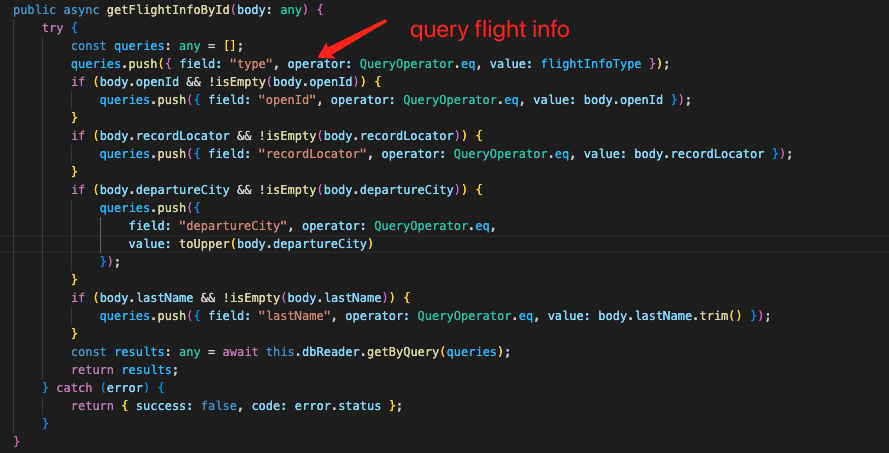 public async getFlightInfoById(body: any) {
try {
query flight info
const queries: any = [];
queries.push({ field: "type", operator: QueryOperator.eq, value: flightInfoType });
if (body.openId && !isEmpty(body.openId)) {
queries.push({ field: "openId", operator: QueryOperator.eq, value: body.openId });
}
if (body.recordLocator && !isEmpty(body.recordLocator)) {
queries.push({ field: "recordLocator", operator: QueryOperator.eq, value: body.recordLocator });
}
if (body.departureCity && !isEmpty(body.departureCity)) {
queries.push({
field: "departureCity", operator: QueryOperator.eq,
value: toUpper(body.departureCity)
});
}
if (body.lastName && !isEmpty(body.lastName)) {
queries.push({ field: "lastName", operator: QueryOperator.eq, value: body.lastName.trim() });
}
const results: any = await this.dbReader.getByQuery(queries);
return results;
} catch (error) {
return { success: false, code: error.status };
}
}